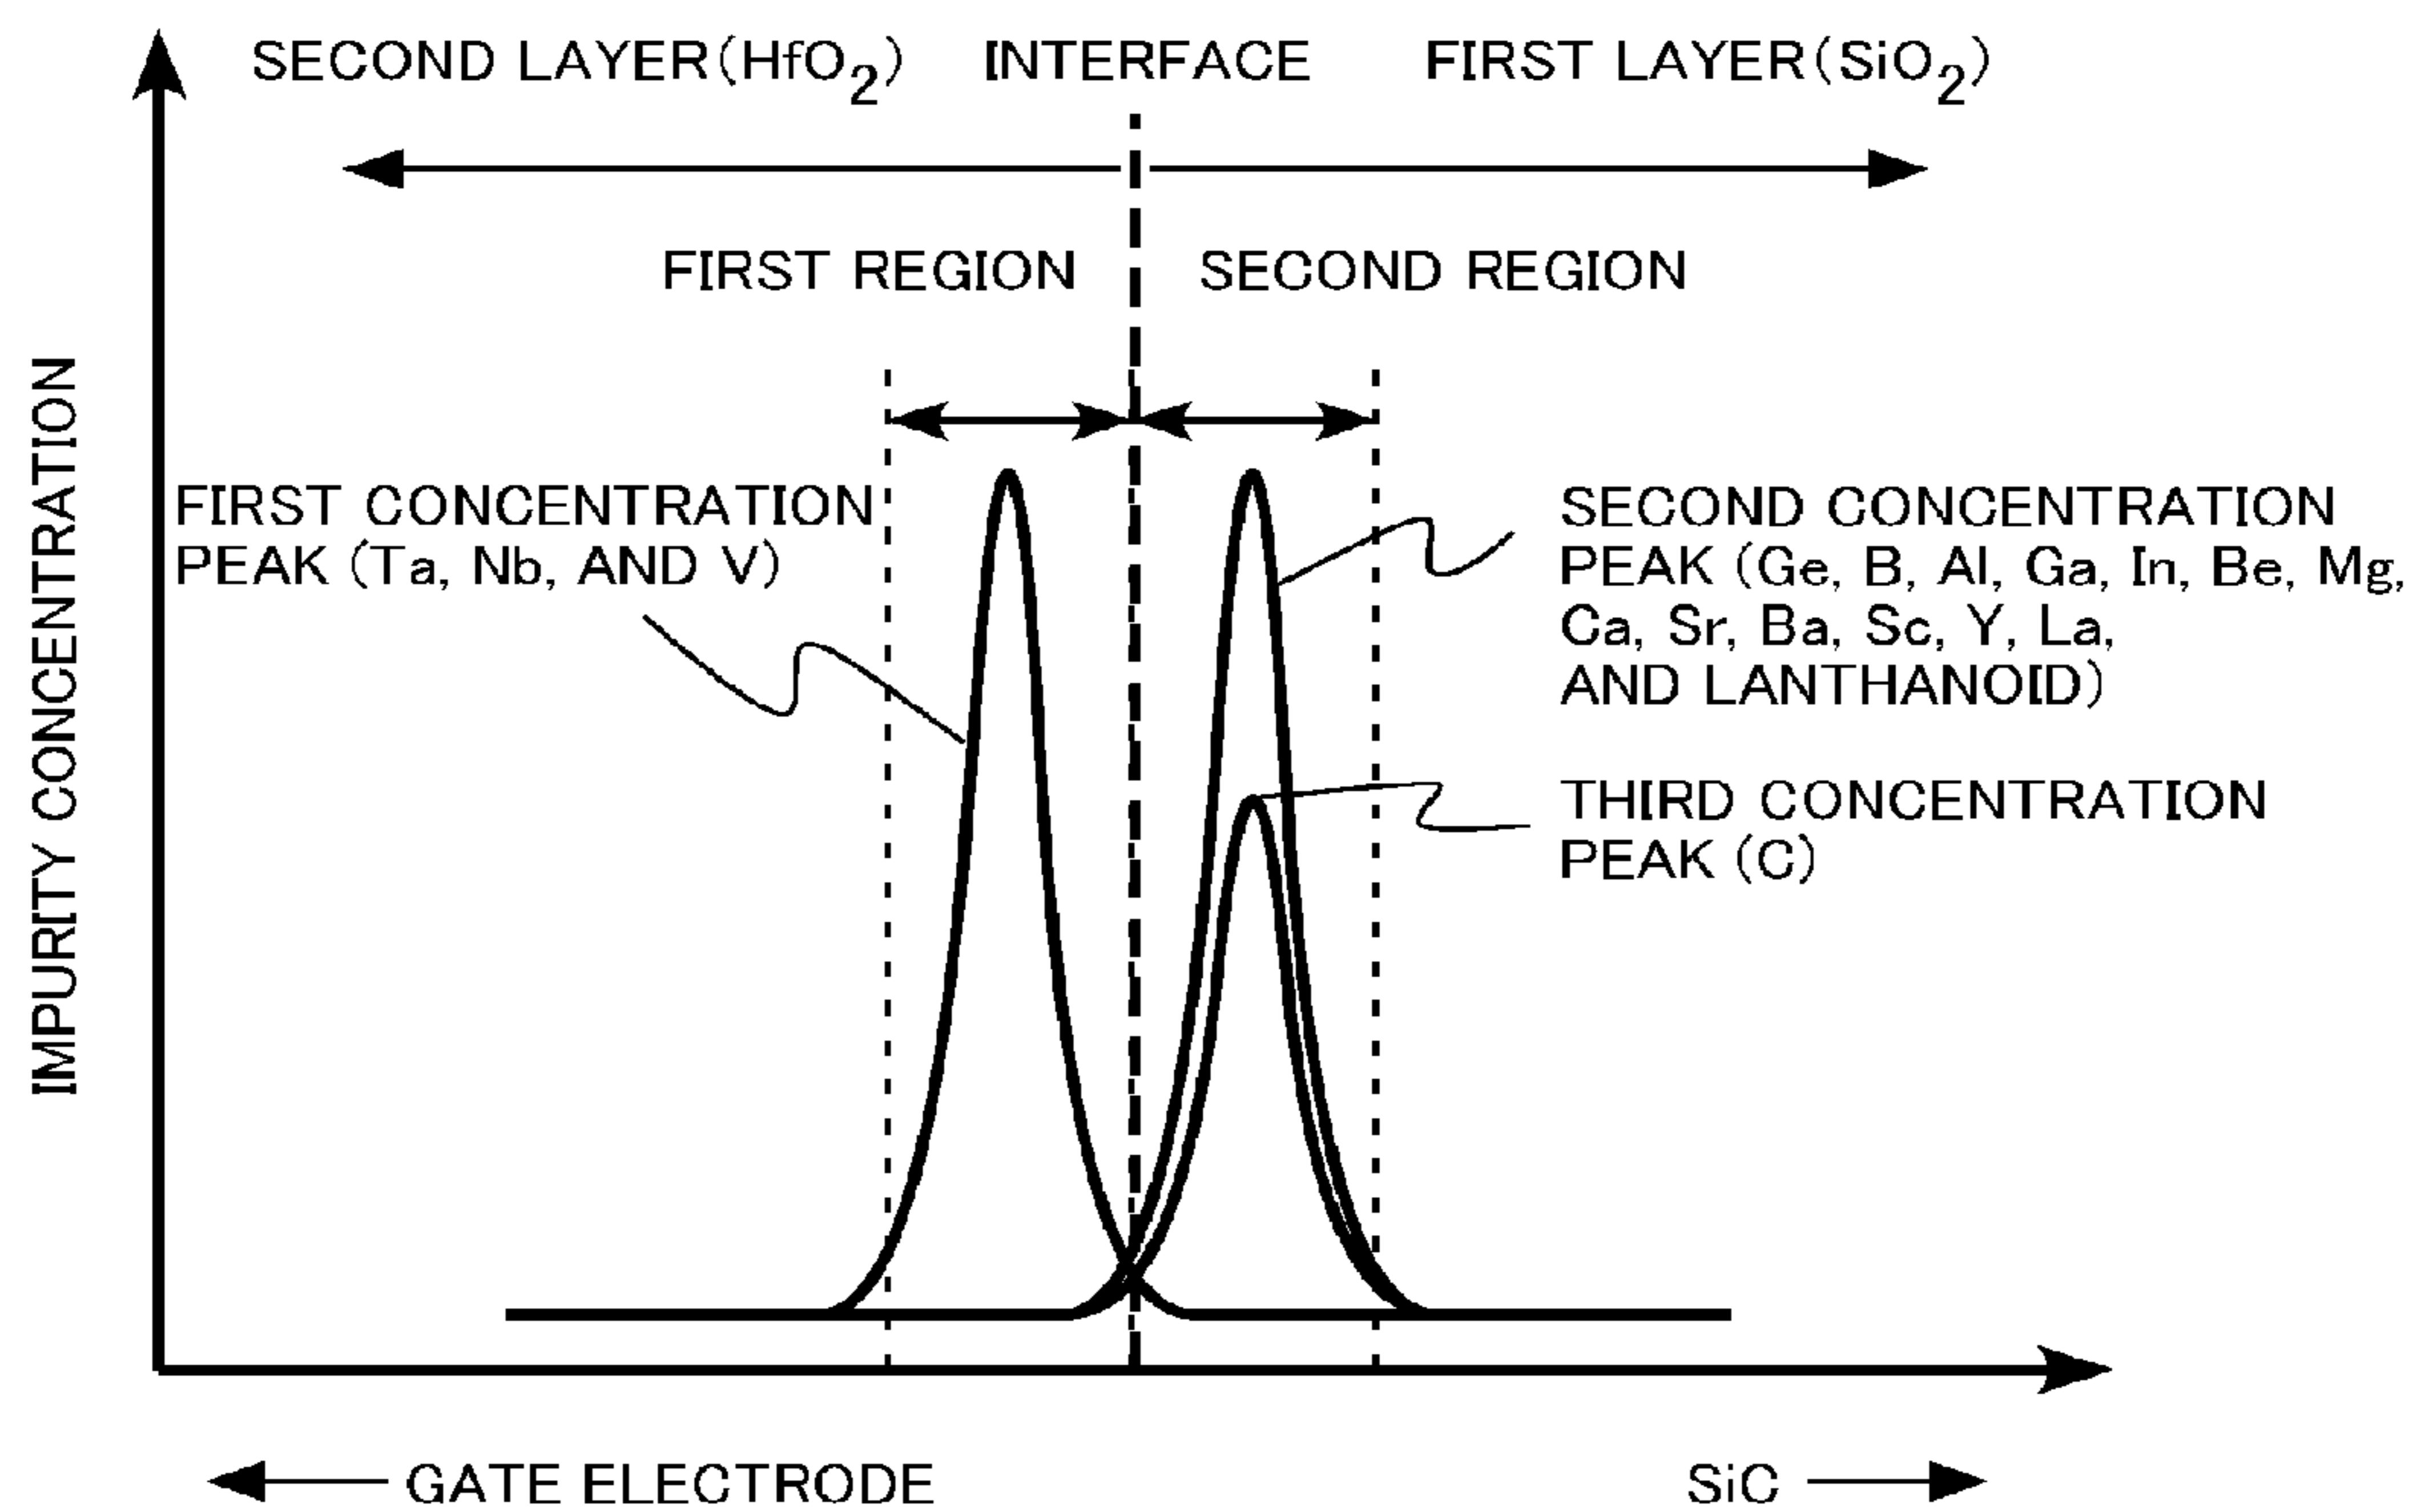 SECOND LAYER(HfO2) INTERFACE FIRST LAYER(SiO2)
FIRST REGION SECOND REGION
IMPURITY CONCENTRATION
FIRST CONCENTRATION
PEAK (Ta, Nb, AND V)
SECOND CONCENTRATION
PEAK (Ge, B, Al, Ga, In, Be, Mg,
Ca, Sr, Ba, Sc, Y, La,
AND LANTHANOID)
THIRD CONCENTRATION
PEAK (C)
GATE ELECTRODE SiC